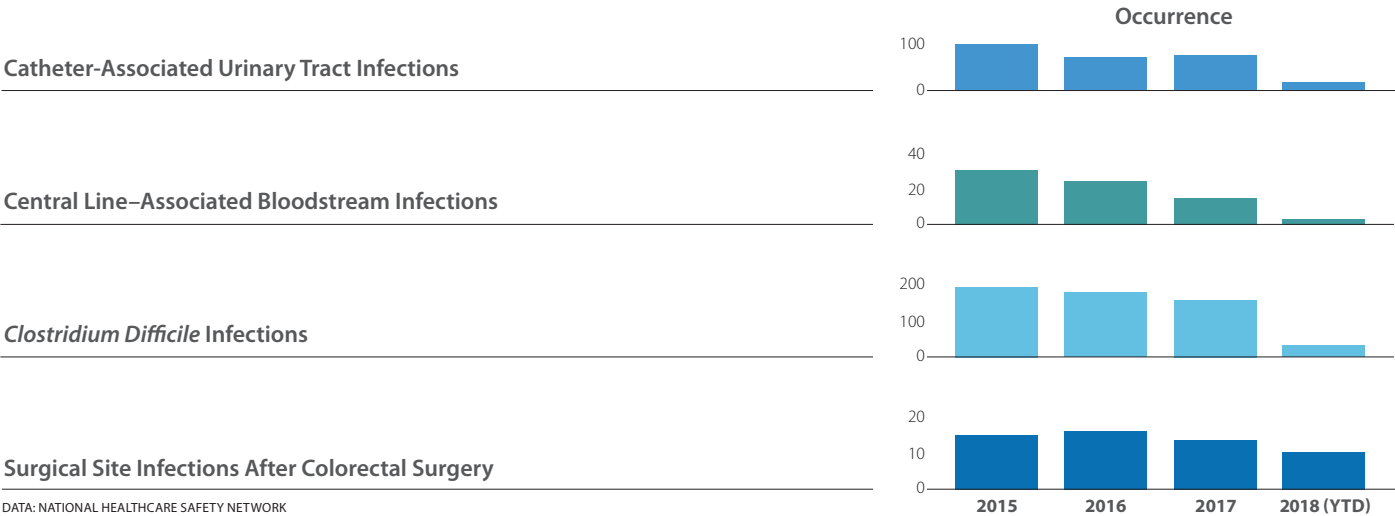 Occurrence
Catheter-Associated Urinary Tract Infections
100
0
Central Line–Associated Bloodstream Infections
40
20
0
Clostridium Difficile Infections
200
100
0
Surgical Site Infections After Colorectal Surgery
20
10
0
2015 2016 2017 2018 (YTD)
DATA: NATIONAL HEALTHCARE SAFETY NETWORK